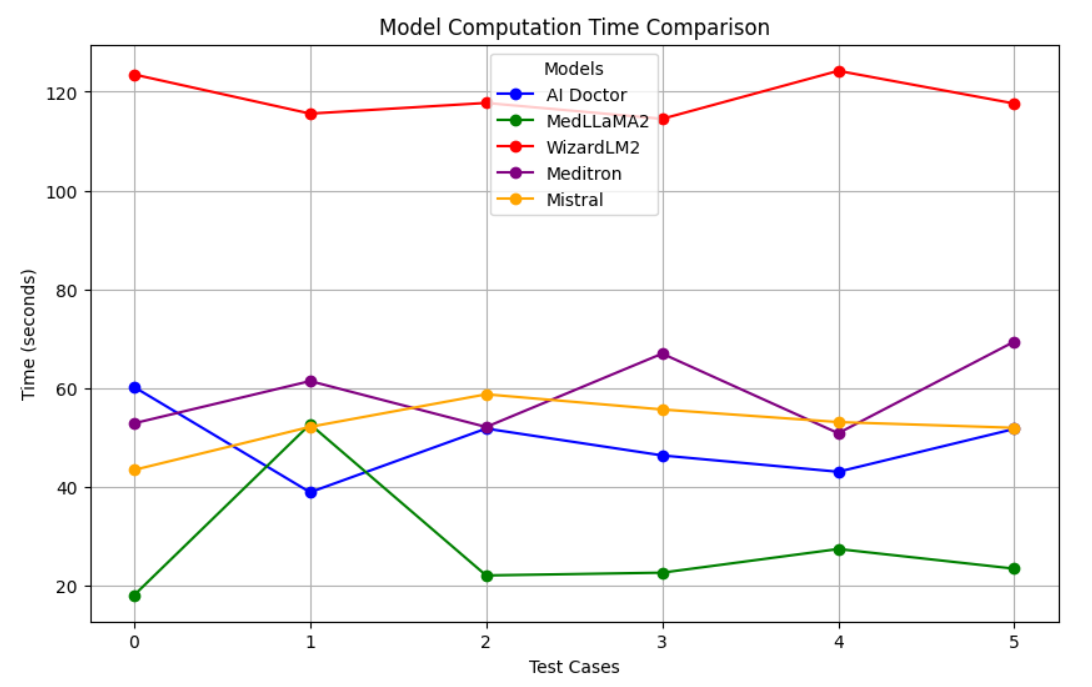 Model Computation Time Comparison
Models
AI Doctor
MedLLaMA2
WizardLM2
Meditron
Mistral
Time (seconds)
120
100
80
60
40
20
0 1 2 3 4 5
Test Cases